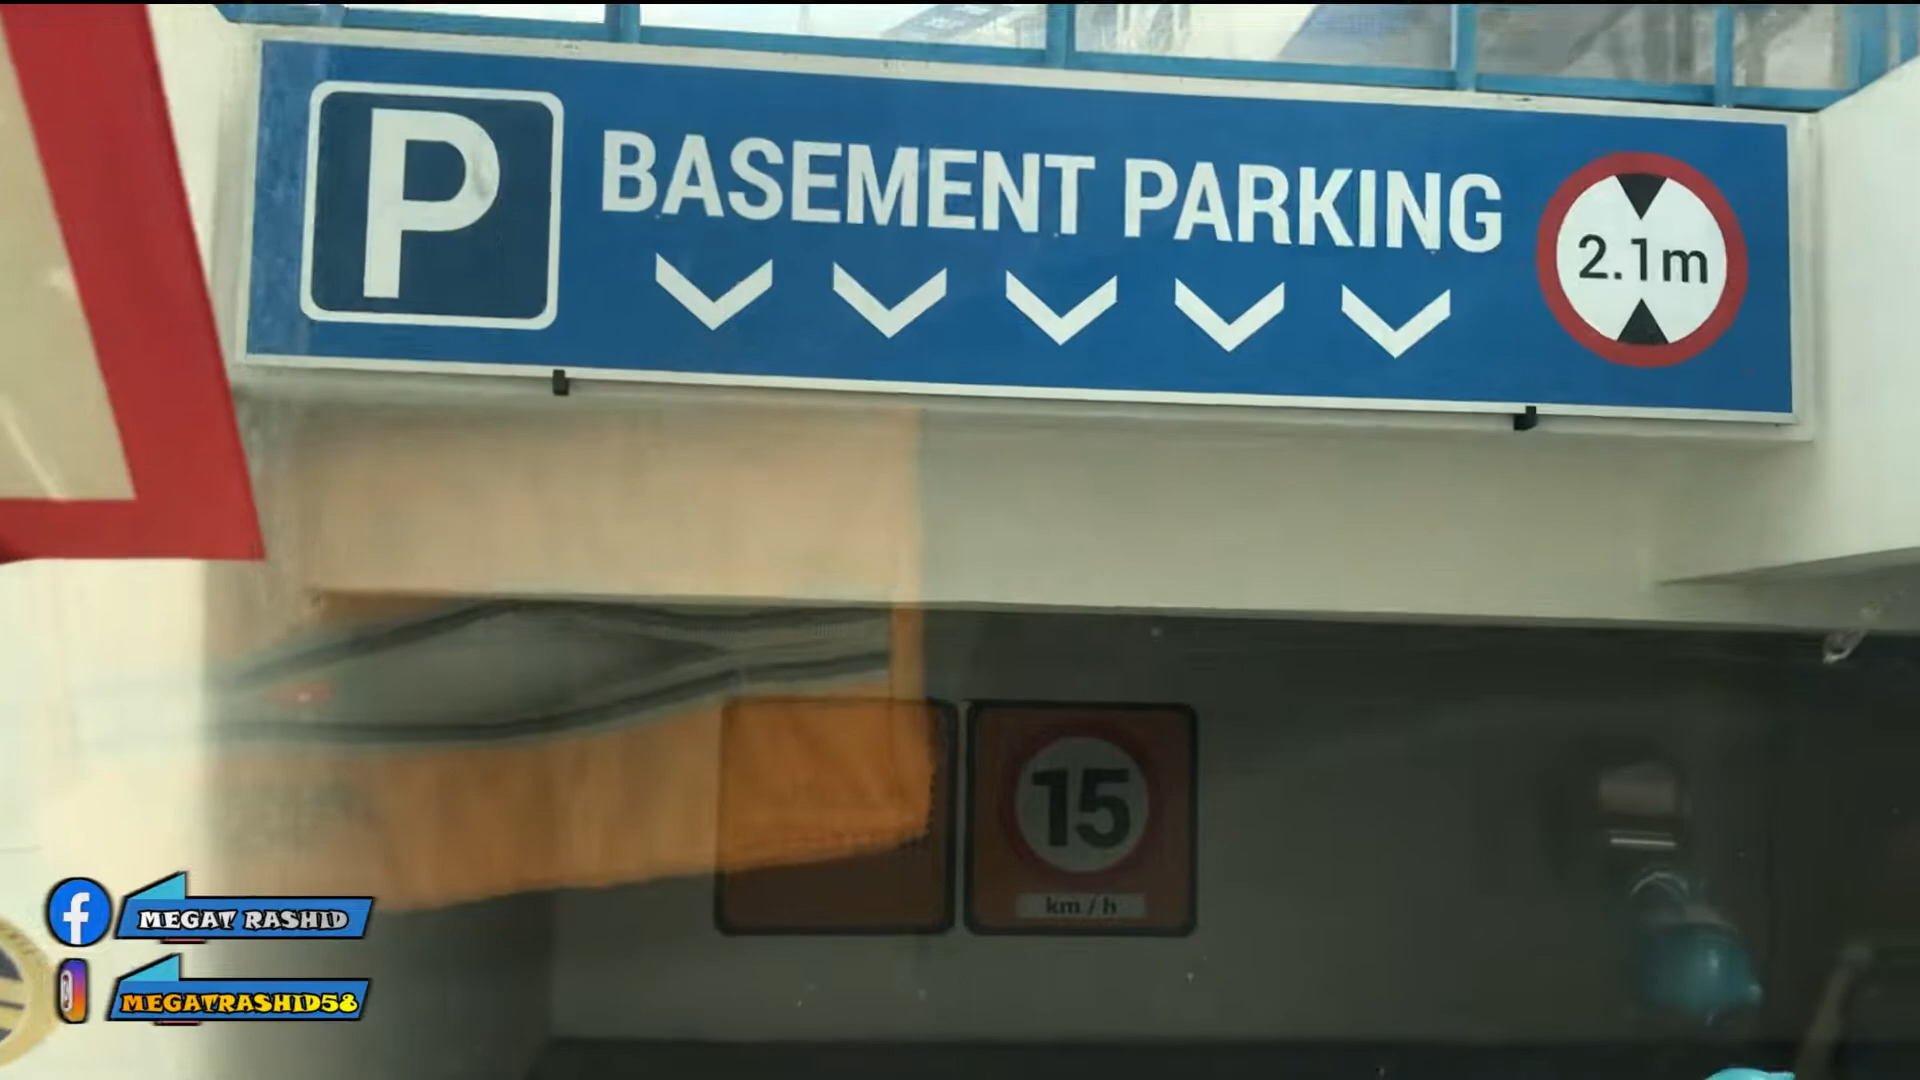 P
BASEMENT PARKING
2.1m
15
km/h
MEGAT RASHID
MEGATRASHID58